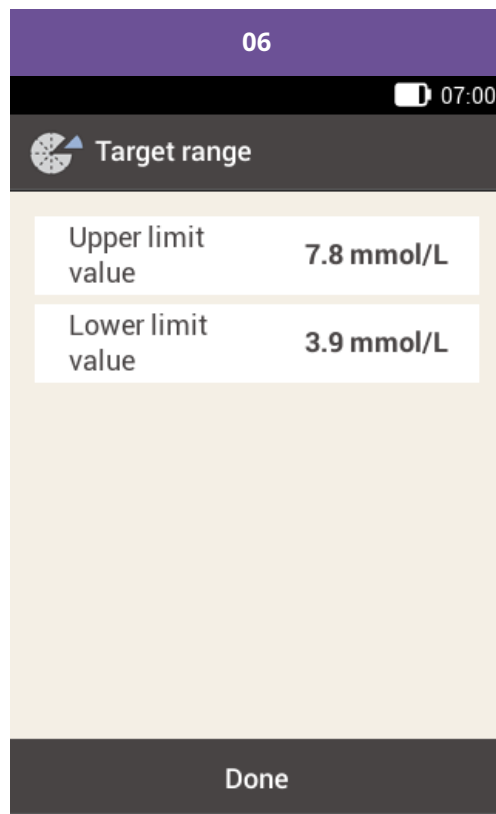 06
07:00
Target range
Upper limit
value
7.8 mmol/L
Lower limit
value
3.9 mmol/L
Done